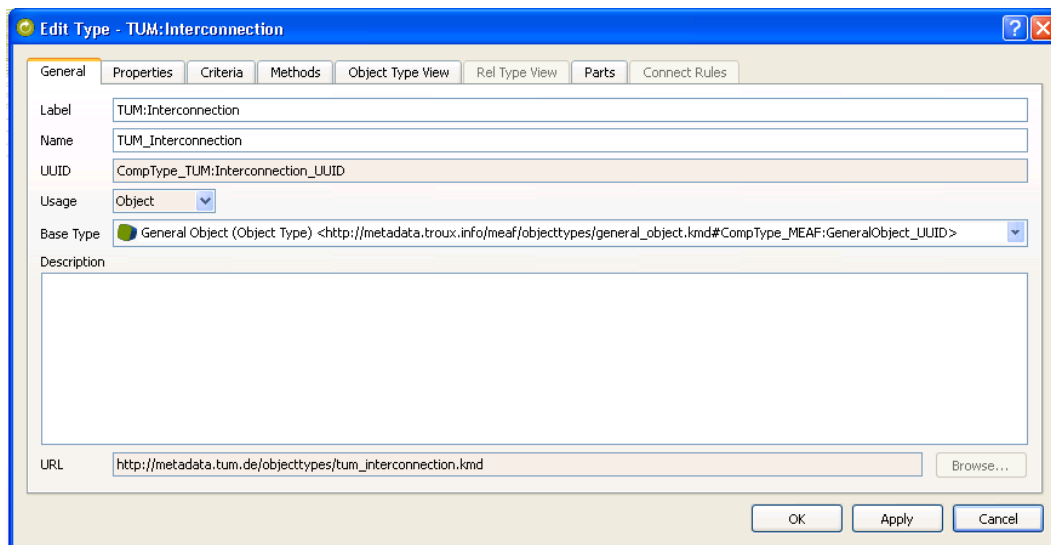 Edit Type - TUM:Interconnection
General Properties Criteria Methods Object Type View Rel Type View Parts Connect Rules
Label TUM:Interconnection
Name TUM_Interconnection
UUID CompType_TUM:Interconnection_UUID
Usage Object
Base Type General Object (Object Type) <http://metadata.troux.info/meaf/objecttypes/general_object.kmd#CompType_MEAF:GeneralObject_UUID>
Description
URL http://metadata.tum.de/objecttypes/tum_interconnection.kmd Browse...
OK Apply Cancel